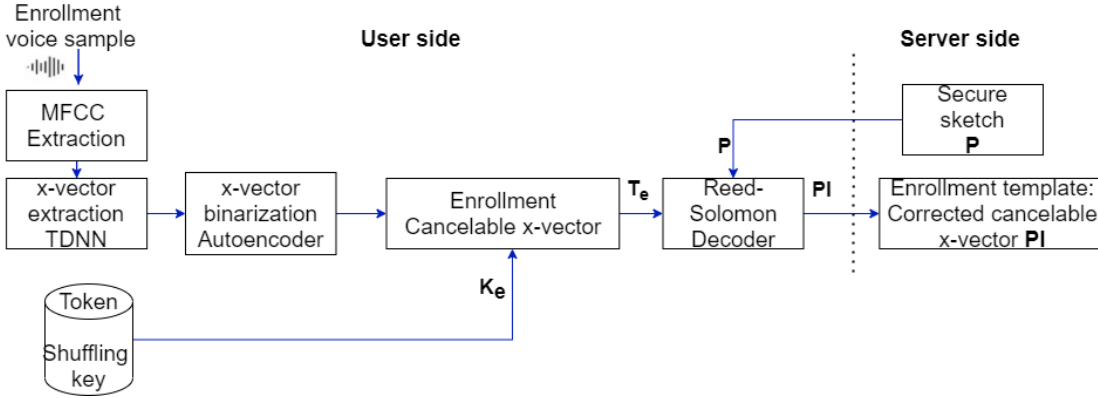 Enrollment
voice sample
User side
Server side
MFCC
Extraction
Secure
sketch
P
P
x-vector
extraction
TDNN
x-vector
binarization
Autoencoder
Enrollment
Cancelable x-vector
Te
Reed-
Solomon
Decoder
PI
Enrollment template:
Corrected cancelable
x-vector PI
Ke
Token
Shuffling
key